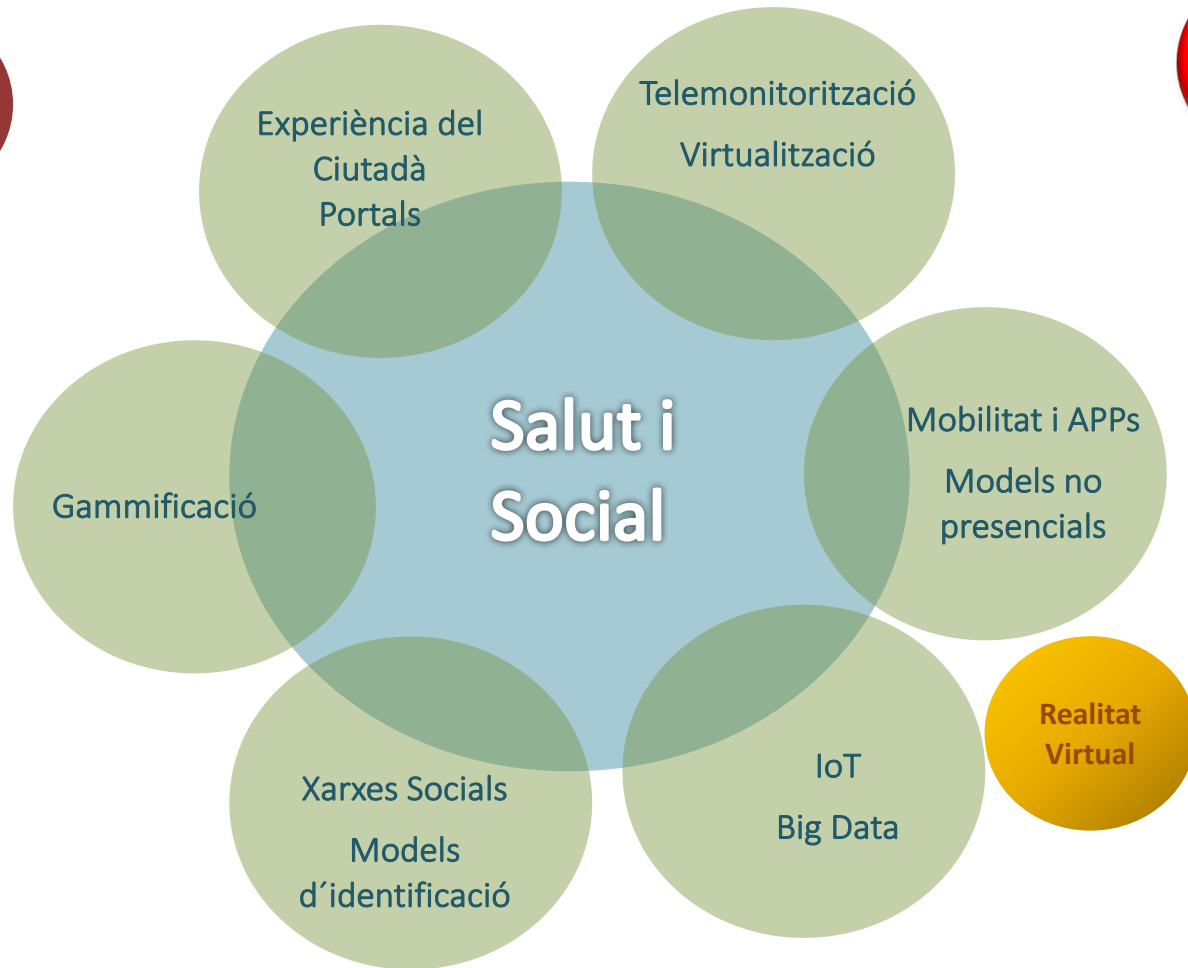 Experiència del
Ciutadà
Portals
Telemonitorització
Virtualització
Salut i
Social
Mobilitat i APPs
Models no
presencials
Gammificació
Realitat
Virtual
IoT
Big Data
Xarxes Socials
Models
d´identificació